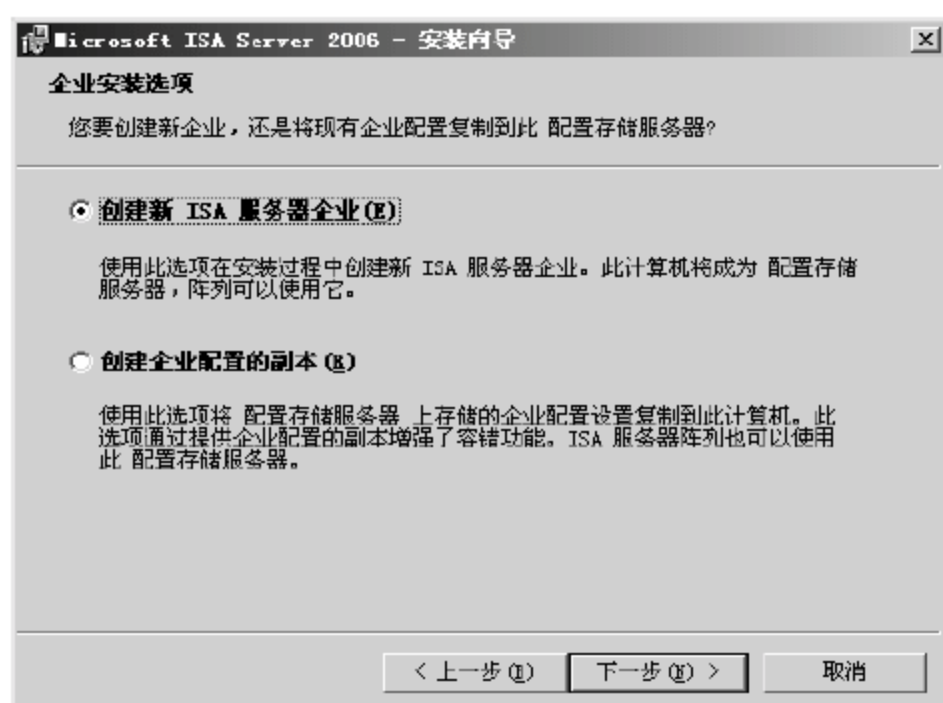 Microsoft ISA Server 2006 - 安装向导
企业安装选项
您要创建新企业，还是将现有企业配置复制到此 配置存储服务器?
创建新 ISA 服务器企业(E)
使用此选项在安装过程中创建新 ISA 服务器企业。此计算机将成为 配置存储
服务器，阵列可以使用它。
创建企业配置的副本(R)
使用此选项将 配置存储服务器 上存储的企业配置设置复制到此计算机。此
选项通过提供企业配置的副本增强了容错功能。ISA 服务器阵列也可以使用
此 配置存储服务器。
< 上一步(B)
下一步(N) >
取消